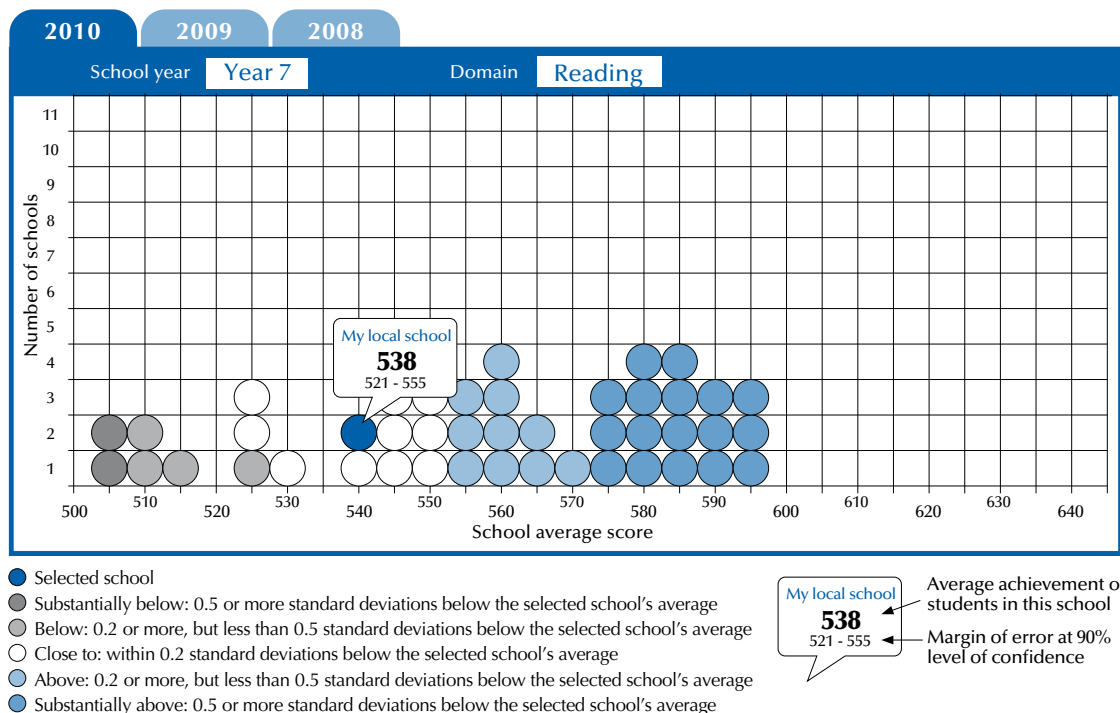 2010 2009 2008
School year Year 7 Domain Reading
11
10
9
8
7
6
5
4
3
2
1
Number of schools
My local school
538
521 - 555
500 510 520 530 540 550 560 570 580 590 600 610 620 630 640
School average score
Selected school
Substantially below: 0.5 or more standard deviations below the selected school's average
Below: 0.2 or more, but less than 0.5 standard deviations below the selected school's average
Close to: within 0.2 standard deviations below the selected school's average
Above: 0.2 or more, but less than 0.5 standard deviations below the selected school's average
Substantially above: 0.5 or more standard deviations below the selected school's average
My local school
538
521 - 555
Average achievement o
students in this school
Margin of error at 90%
level of confidence